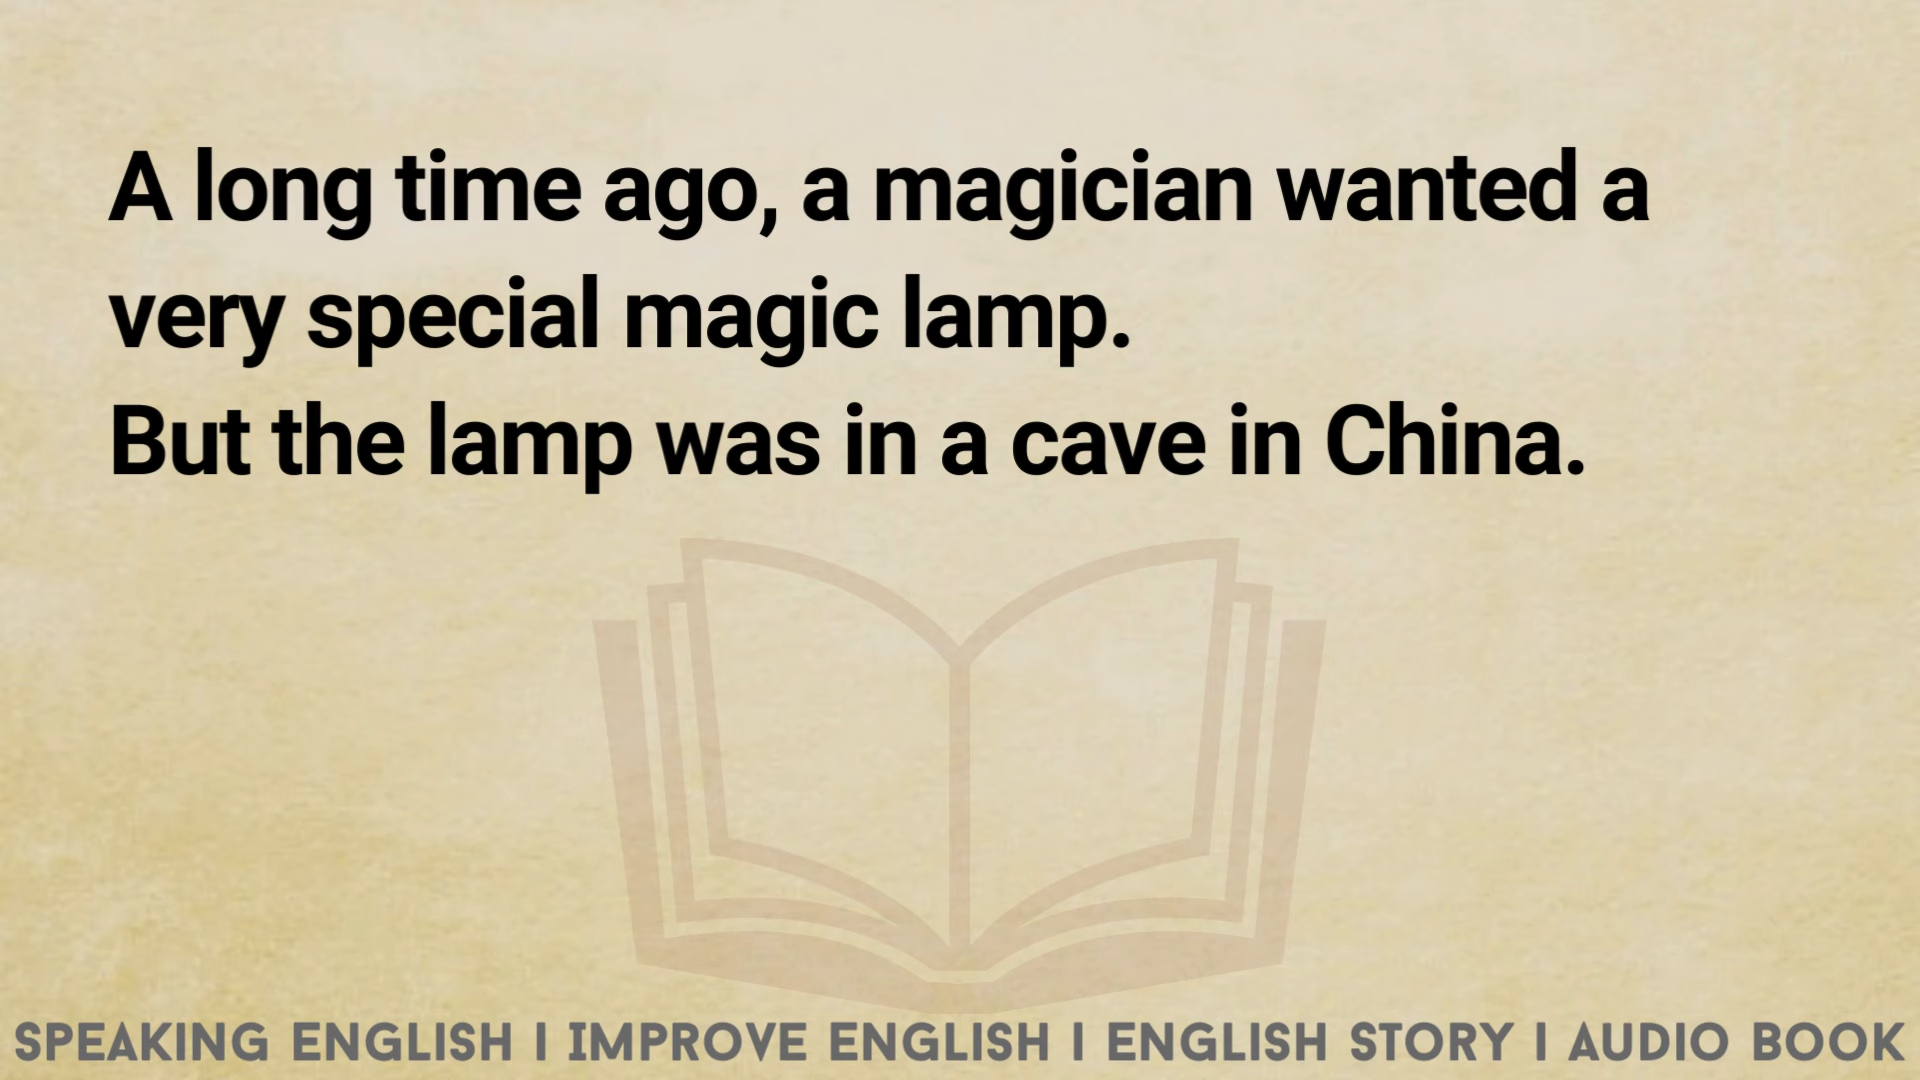 A long time ago, a magician wanted a
very special magic lamp.
But the lamp was in a cave in China.
SPEAKING ENGLISH I IMPROVE ENGLISH I ENGLISH STORY I AUDIO BOOK